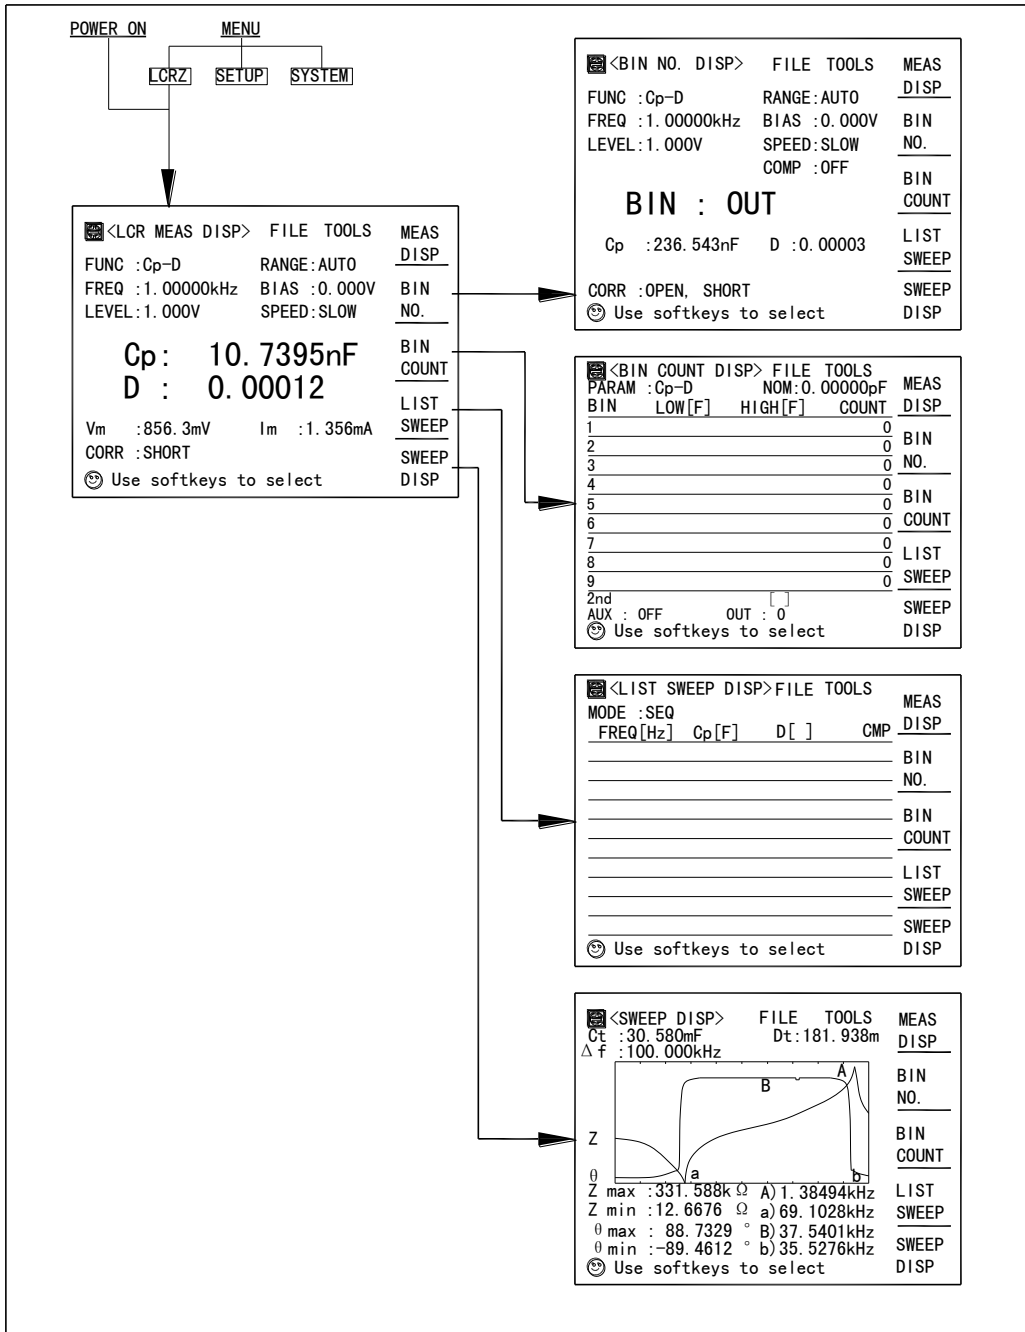 POWER ON MENU
LCRZ SETUP SYSTEM
<LCR MEAS DISP> FILE TOOLS
FUNC :Cp-D RANGE:AUTO
FREQ :1.00000kHz BIAS :0.000V
LEVEL:1.000V SPEED:SLOW
Cp: 10.7395nF
D : 0.00012
Vm :856.3mV Im :1.356mA
CORR :SHORT
Use softkeys to select
MEAS
DISP
BIN
NO.
BIN
COUNT
LIST
SWEEP
SWEEP
DISP
<BIN NO. DISP> FILE TOOLS
FUNC :Cp-D RANGE:AUTO
FREQ :1.00000kHz BIAS :0.000V
LEVEL:1.000V SPEED:SLOW
COMP :OFF
BIN : OUT
Cp :236.543nF D :0.00003
CORR :OPEN, SHORT
Use softkeys to select
MEAS
DISP
BIN
NO.
BIN
COUNT
LIST
SWEEP
SWEEP
DISP
<BIN COUNT DISP> FILE TOOLS
PARAM :Cp-D NOM:0.00000pF
BIN LOW[F] HIGH[F] COUNT
1 0
2 0
3 0
4 0
5 0
6 0
7 0
8 0
9 0
2nd [ ]
AUX : OFF OUT : 0
Use softkeys to select
MEAS
DISP
BIN
NO.
BIN
COUNT
LIST
SWEEP
SWEEP
DISP
<LIST SWEEP DISP>FILE TOOLS
MODE :SEQ
FREQ[Hz] Cp[F] D[ ] CMP
Use softkeys to select
MEAS
DISP
BIN
NO.
BIN
COUNT
LIST
SWEEP
SWEEP
DISP
<SWEEP DISP> FILE TOOLS
Ct :30.580mF Dt:181.938m
Δf :100.000kHz
A
B
Z
a
b
θ
Z max :331.588kΩ A)1.38494kHz
Z min :12.6676 Ω a)69.1028kHz
θmax : 88.7329 ° B)37.5401kHz
θmin :-89.4612 ° b)35.5276kHz
Use softkeys to select
MEAS
DISP
BIN
NO.
BIN
COUNT
LIST
SWEEP
SWEEP
DISP